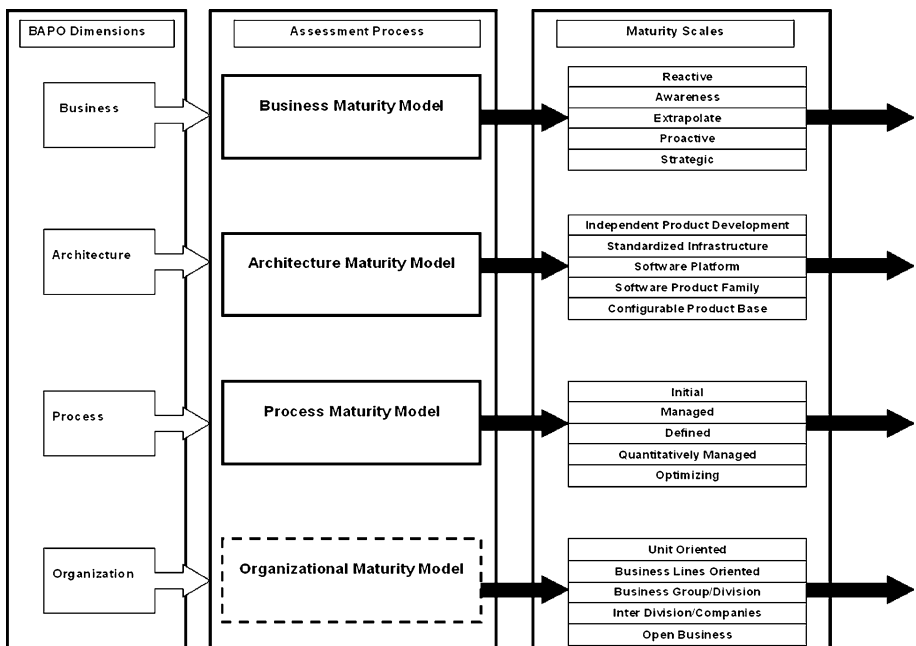 BAPO Dimensions
Assessment Process
Maturity Scales
Business
Business Maturity Model
Reactive
Awareness
Extrapolate
Proactive
Strategic
Architecture
Architecture Maturity Model
Independent Product Development
Standardized Infrastructure
Software Platform
Software Product Family
Configurable Product Base
Process
Process Maturity Model
Initial
Managed
Defined
Quantitatively Managed
Optimizing
Organization
Organizational Maturity Model
Unit Oriented
Business Lines Oriented
Business Group/Division
Inter Division/Companies
Open Business